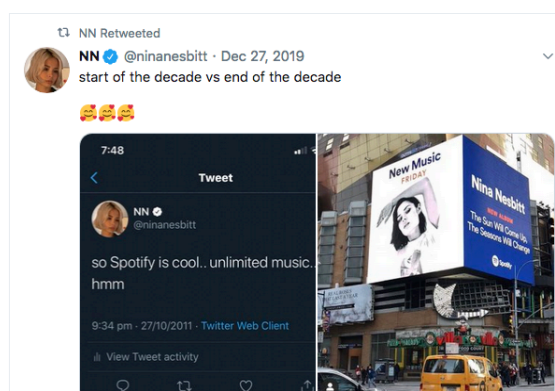 NN Retweeted
NN @ninanesbitt · Dec 27, 2019
start of the decade vs end of the decade
🥰🥰🥰
7:48
Tweet
NN
@ninanesbitt
so Spotify is cool.. unlimited music..
hmm
9:34 pm · 27/10/2011 · Twitter Web Client
View Tweet activity
New Music
FRIDAY
Nina Nesbitt
NEW ALBUM
The Sun Will Come Up,
The Seasons Will Change
Spotify